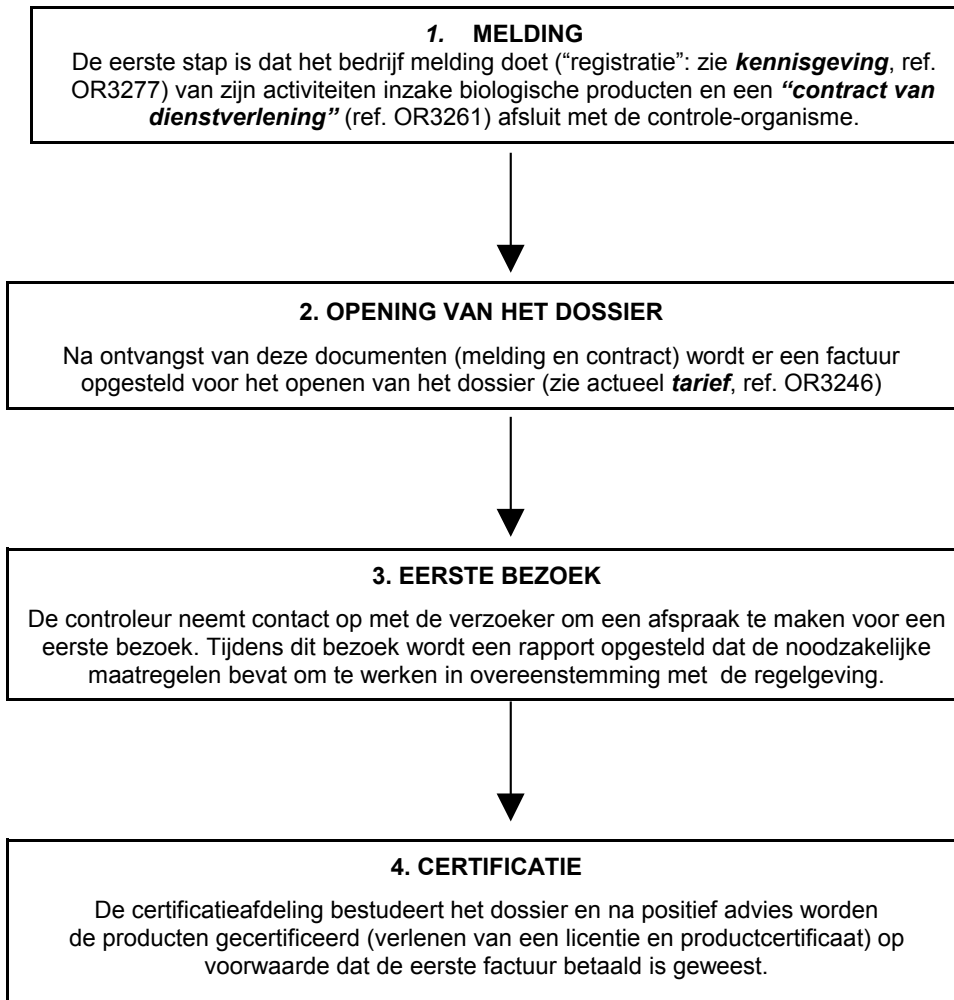 1. MELDING
De eerste stap is dat het bedrijf melding doet (“registratie”: zie kennisgeving, ref.
OR3277) van zijn activiteiten inzake biologische producten en een “contract van
dienstverlening” (ref. OR3261) afsluit met de controle-organisme.
2. OPENING VAN HET DOSSIER
Na ontvangst van deze documenten (melding en contract) wordt er een factuur
opgesteld voor het openen van het dossier (zie actueel tarief, ref. OR3246)
3. EERSTE BEZOEK
De controleur neemt contact op met de verzoeker om een afspraak te maken voor een
eerste bezoek. Tijdens dit bezoek wordt een rapport opgesteld dat de noodzakelijke
maatregelen bevat om te werken in overeenstemming met de regelgeving.
4. CERTIFICATIE
De certificatieafdeling bestudeert het dossier en na positief advies worden
de producten gecertificeerd (verlenen van een licentie en productcertificaat) op
voorwaarde dat de eerste factuur betaald is geweest.